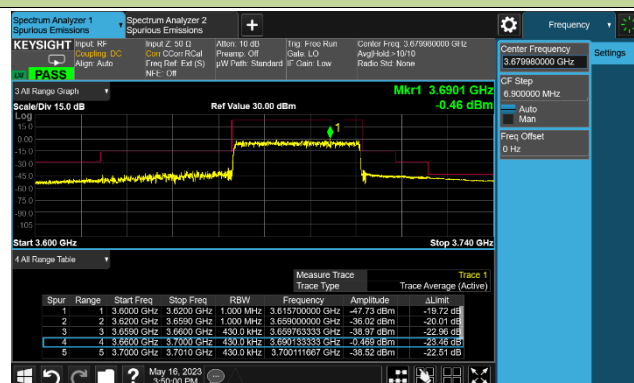 Spectrum Analyzer 1
Spurious Emissions
Spectrum Analyzer 2
Spurious Emissions
Frequency
KEYSIGHT
Input: RF
Coupling: DC
Align: Auto
Input Z: 50 Ω
Corr CCorr RCal
Freq Ref: Ext (S)
NFE: Off
Atten: 10 dB
Preamp: Off
µW Path: Standard
Trig: Free Run
Gate: LO
IF Gain: Low
Center Freq: 3.679980000 GHz
Avg|Hold:>10/10
Radio Std: None
PASS
Center Frequency
3.679980000 GHz
Settings
CF Step
6.900000 MHz
Auto
Man
Freq Offset
0 Hz
3 All Range Graph
Mkr1 3.6901 GHz
Scale/Div 15.0 dB
Ref Value 30.00 dBm
-0.46 dBm
Log
15.0
0.00
-15.0
-30.0
-45.0
-60.0
-75.0
-90.0
-105
1
Start 3.600 GHz
Stop 3.740 GHz
4 All Range Table
Measure Trace Trace 1
Trace Type Trace Average (Active)
Spur Range Start Freq Stop Freq RBW Frequency Amplitude ΔLimit
1 1 3.6000 GHz 3.6200 GHz 1.000 MHz 3.615700000 GHz -47.73 dBm -19.72 dB
2 2 3.6200 GHz 3.6590 GHz 1.000 MHz 3.659000000 GHz -36.02 dBm -20.01 dB
3 3 3.6590 GHz 3.6600 GHz 430.0 kHz 3.659763333 GHz -38.97 dBm -22.96 dB
4 4 3.6600 GHz 3.7000 GHz 430.0 kHz 3.690133333 GHz -0.469 dBm -23.46 dB
5 5 3.7000 GHz 3.7010 GHz 430.0 kHz 3.700111667 GHz -38.52 dBm -22.51 dB
May 16, 2023
3:50:00 PM